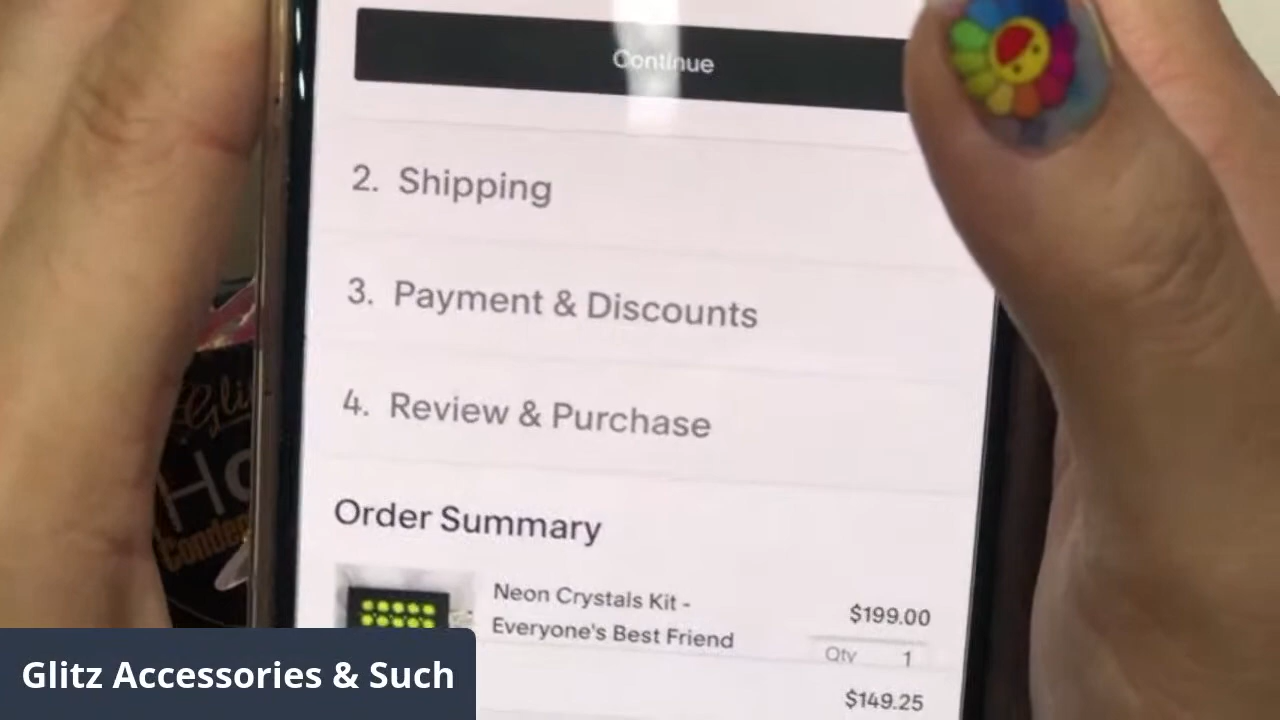 Continue
2. Shipping
3. Payment & Discounts
4. Review & Purchase
Order Summary
Neon Crystals Kit -
Everyone's Best Friend
$199.00
Qty 1
$149.25
Glitz Accessories & Such